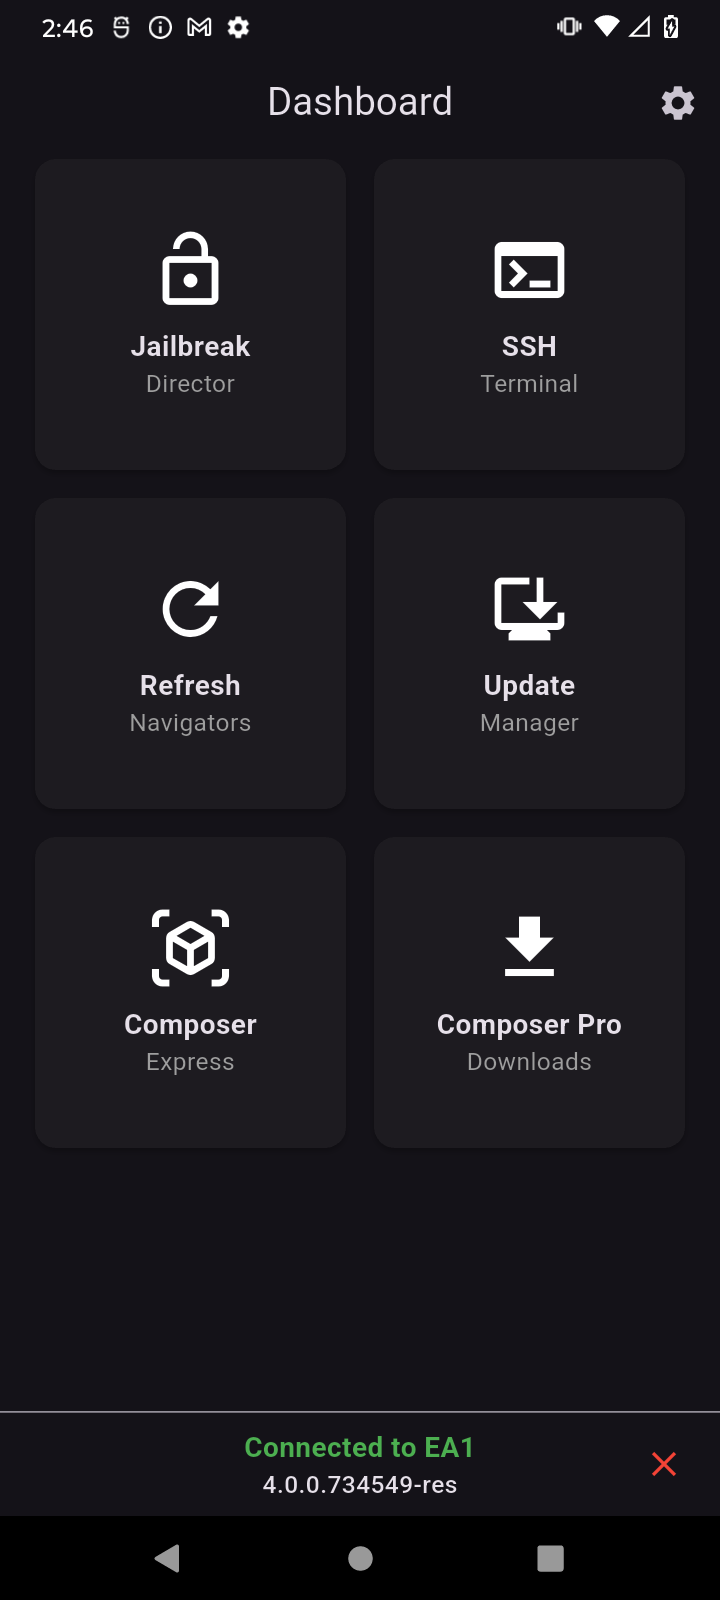 2:46
Dashboard
Jailbreak
Director
SSH
Terminal
Refresh
Navigators
Update
Manager
Composer
Express
Composer Pro
Downloads
Connected to EA1
4.0.0.734549-res